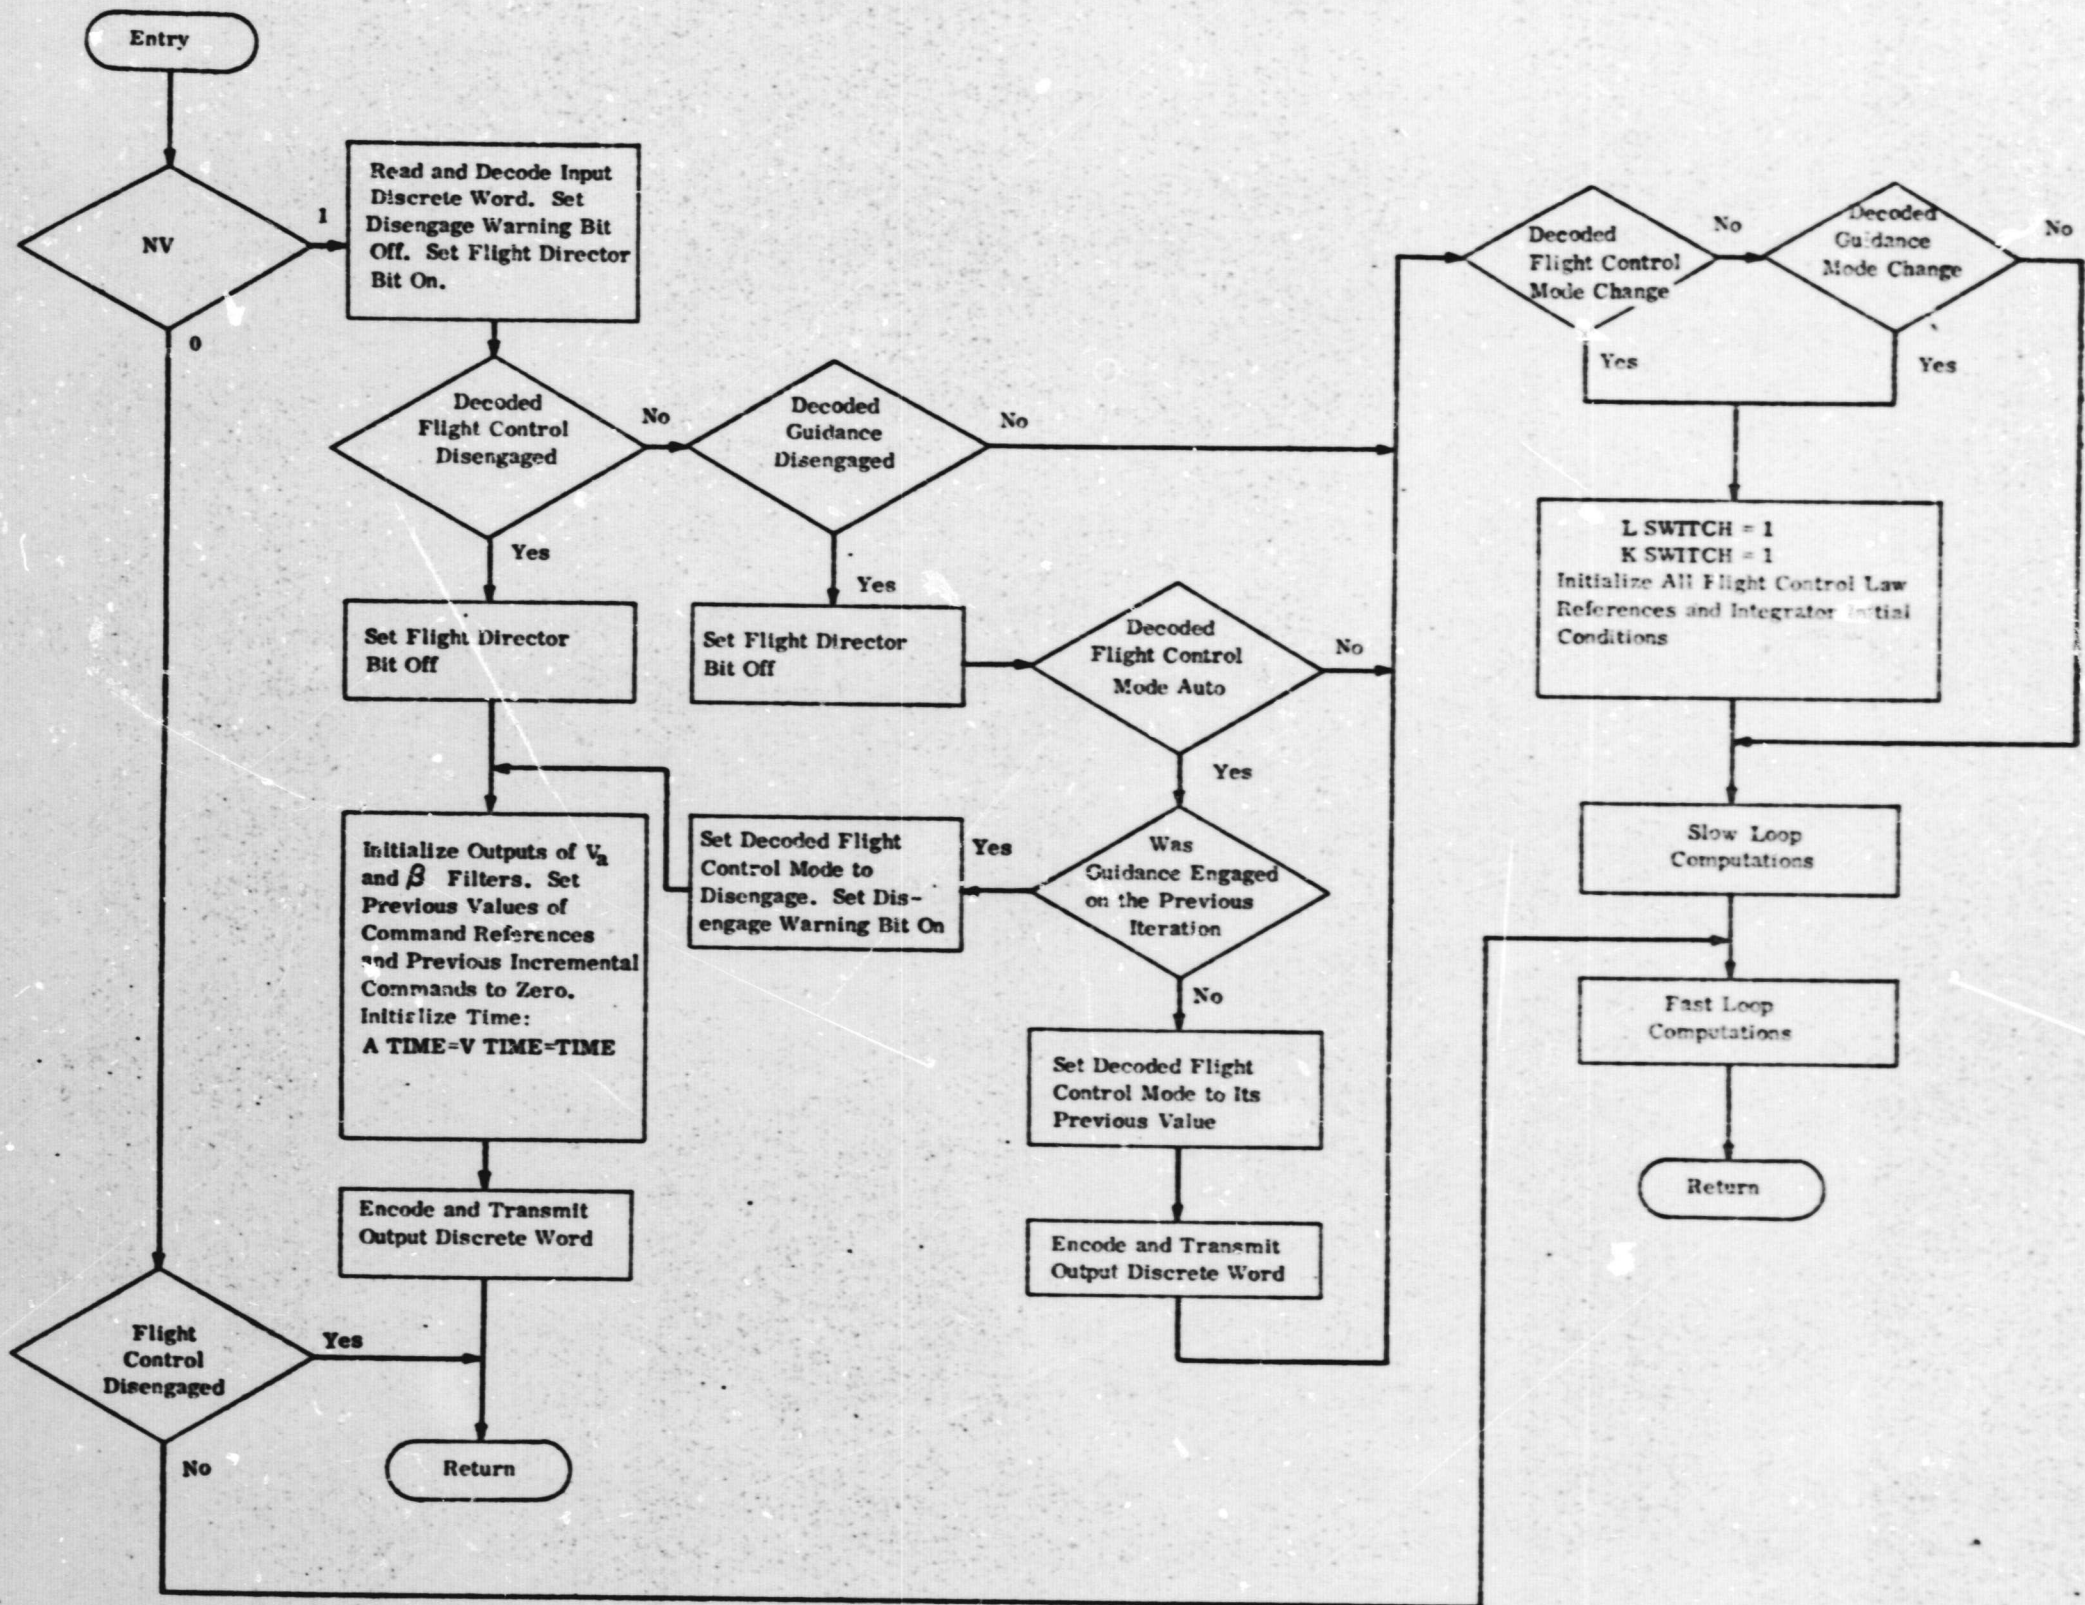 Entry
NV
1
0
Read and Decode Input
Discrete Word. Set
Disengage Warning Bit
Off. Set Flight Director
Bit On.
Decoded
Flight Control
Disengaged
No
Yes
Decoded
Guidance
Disengaged
No
Yes
Set Flight Director
Bit Off
Set Flight Director
Bit Off
Decoded
Flight Control
Mode Auto
No
Yes
Was
Guidance Engaged
on the Previous
Iteration
Yes
No
Set Decoded Flight
Control Mode to
Disengage. Set Dis-
engage Warning Bit On
Initialize Outputs of Va
and β Filters. Set
Previous Values of
Command References
and Previous Incremental
Commands to Zero.
Initialize Time:
A TIME=V TIME=TIME
Encode and Transmit
Output Discrete Word
Set Decoded Flight
Control Mode to Its
Previous Value
Encode and Transmit
Output Discrete Word
Flight
Control
Disengaged
Yes
No
Return
Decoded
Flight Control
Mode Change
No
Yes
Decoded
Guidance
Mode Change
No
Yes
L SWITCH = 1
K SWITCH = 1
Initialize All Flight Control Law
References and Integrator Initial
Conditions
Slow Loop
Computations
Fast Loop
Computations
Return